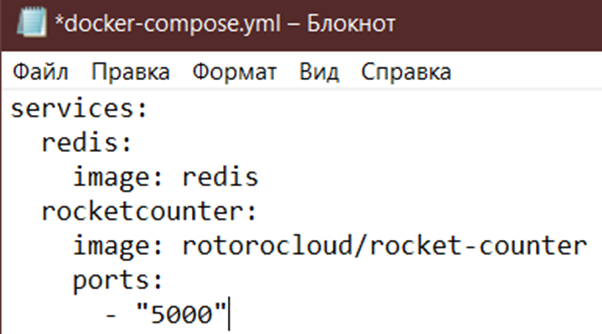 *docker-compose.yml – Блокнот
Файл Правка Формат Вид Справка
services:
  redis:
    image: redis
  rocketcounter:
    image: rotorocloud/rocket-counter
    ports:
      - "5000"